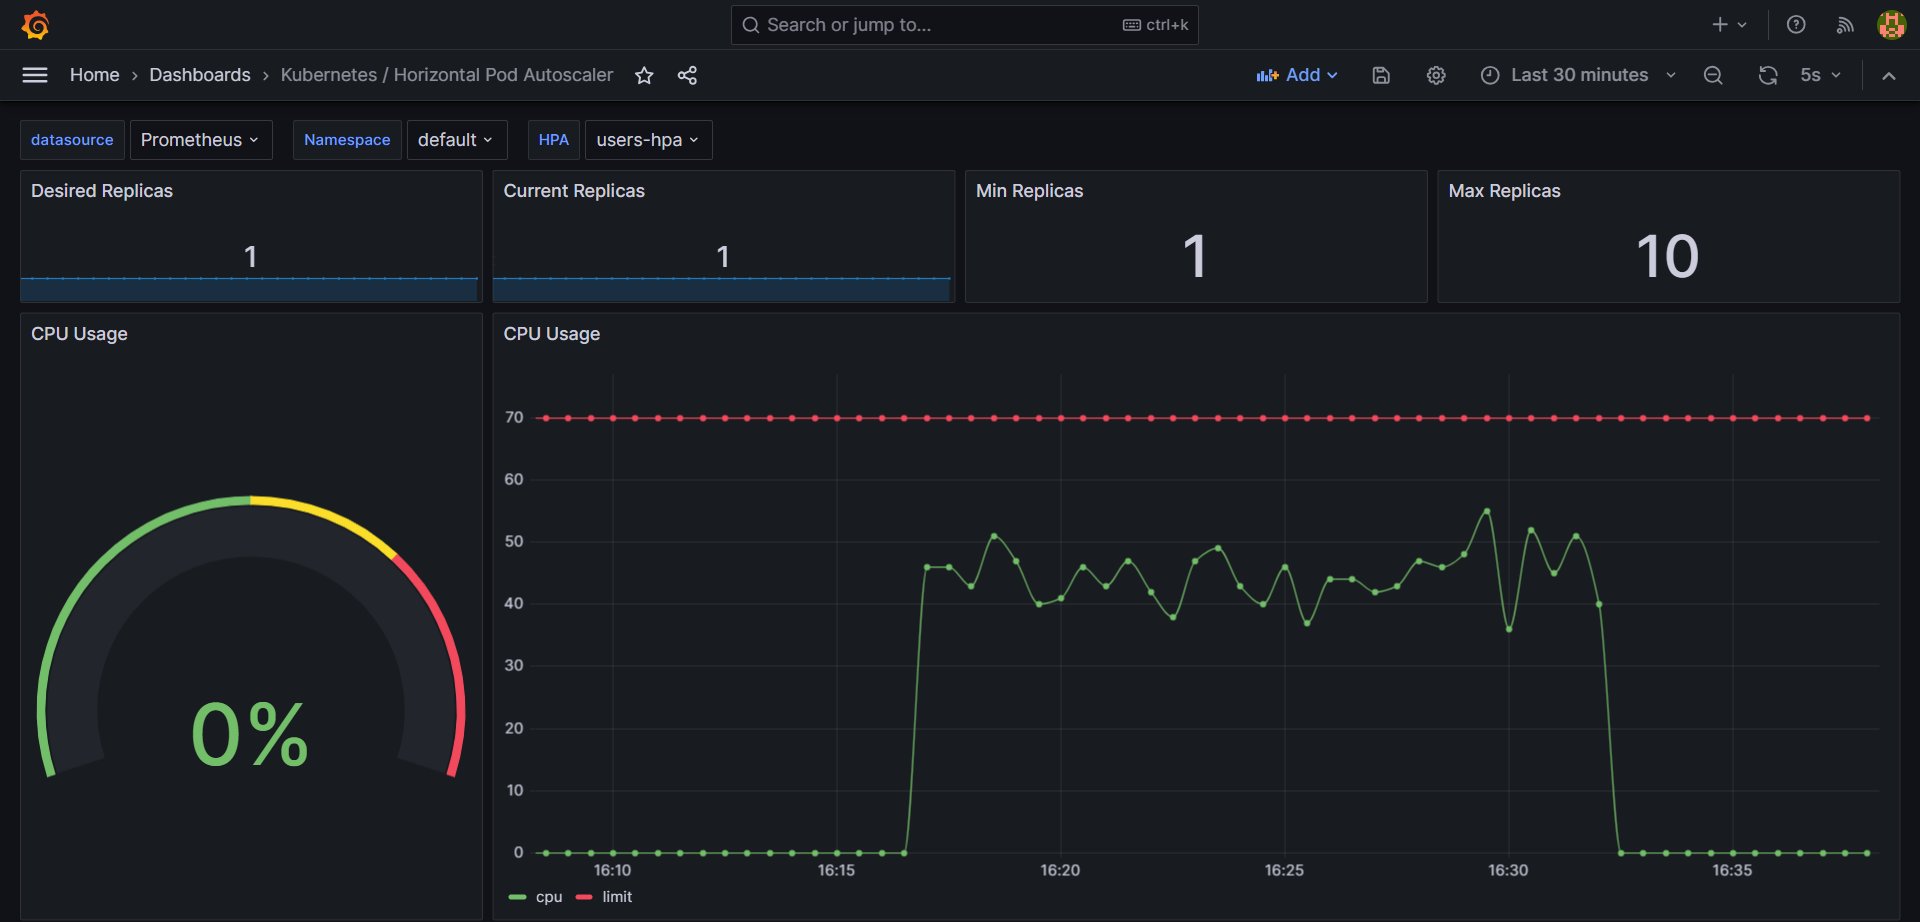 Search or jump to... ctrl+k
Home › Dashboards › Kubernetes / Horizontal Pod Autoscaler Add Last 30 minutes 5s
datasource Prometheus Namespace default HPA users-hpa
Desired Replicas
1
Current Replicas
1
Min Replicas
1
Max Replicas
10
CPU Usage
0%
CPU Usage
70
60
50
40
30
20
10
0
16:10 16:15 16:20 16:25 16:30 16:35
cpu limit